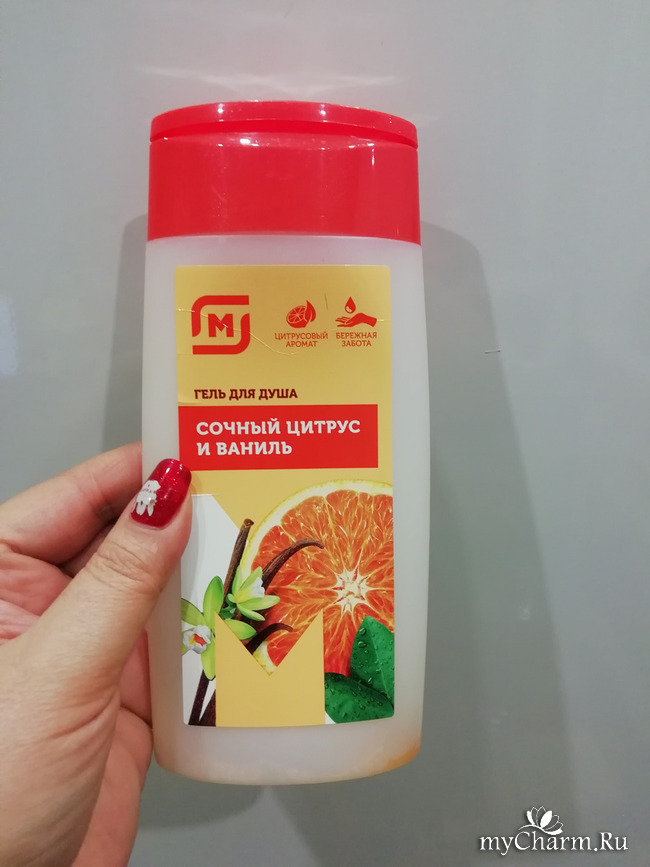 М
ЦИТРУСОВЫЙ
АРОМАТ
БЕРЕЖНАЯ
ЗАБОТА
ГЕЛЬ ДЛЯ ДУША
СОЧНЫЙ ЦИТРУС
И ВАНИЛЬ
myCharm.Ru